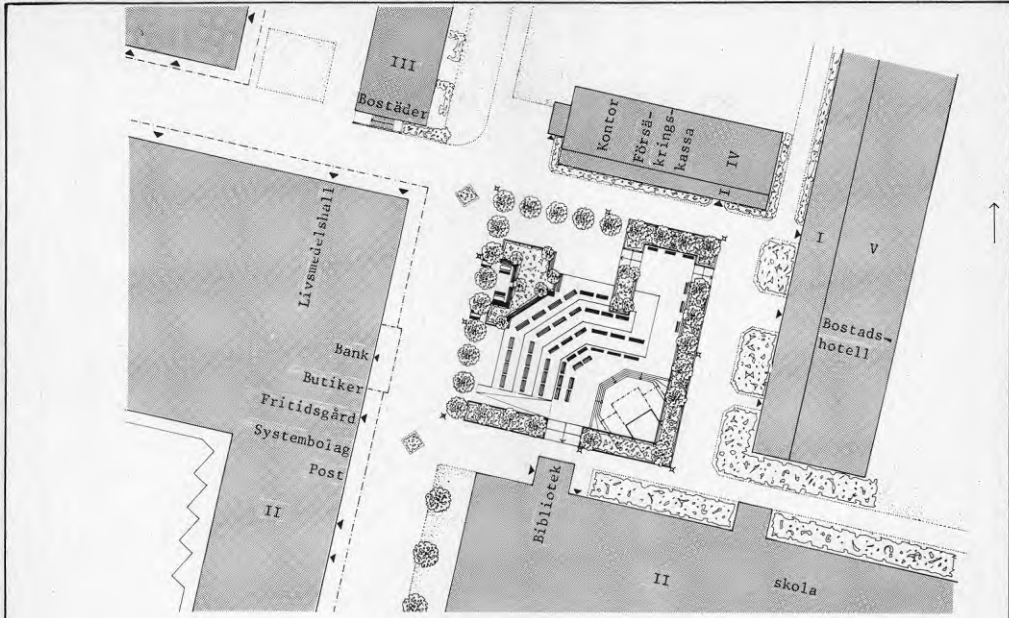 III
Bostäder
Kontor
Försä-
krings-
kassa
IV
I
I
V
Bostads-
hotell
Livsmedelshall
Bank
Butiker
Fritidsgård
Systembolag
Post
II
Bibliotek
II
skola